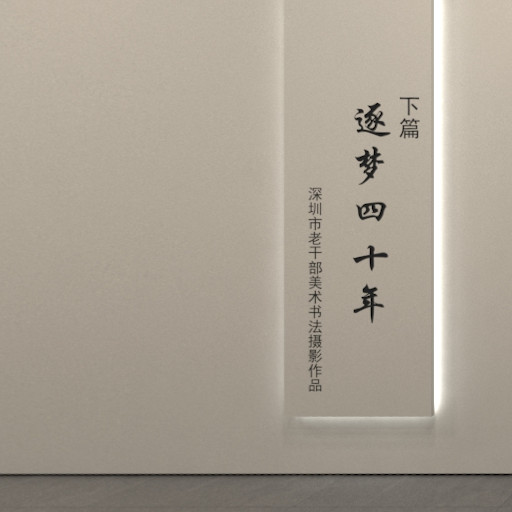 下篇
逐梦四十年
深圳市老干部美术书法摄影作品